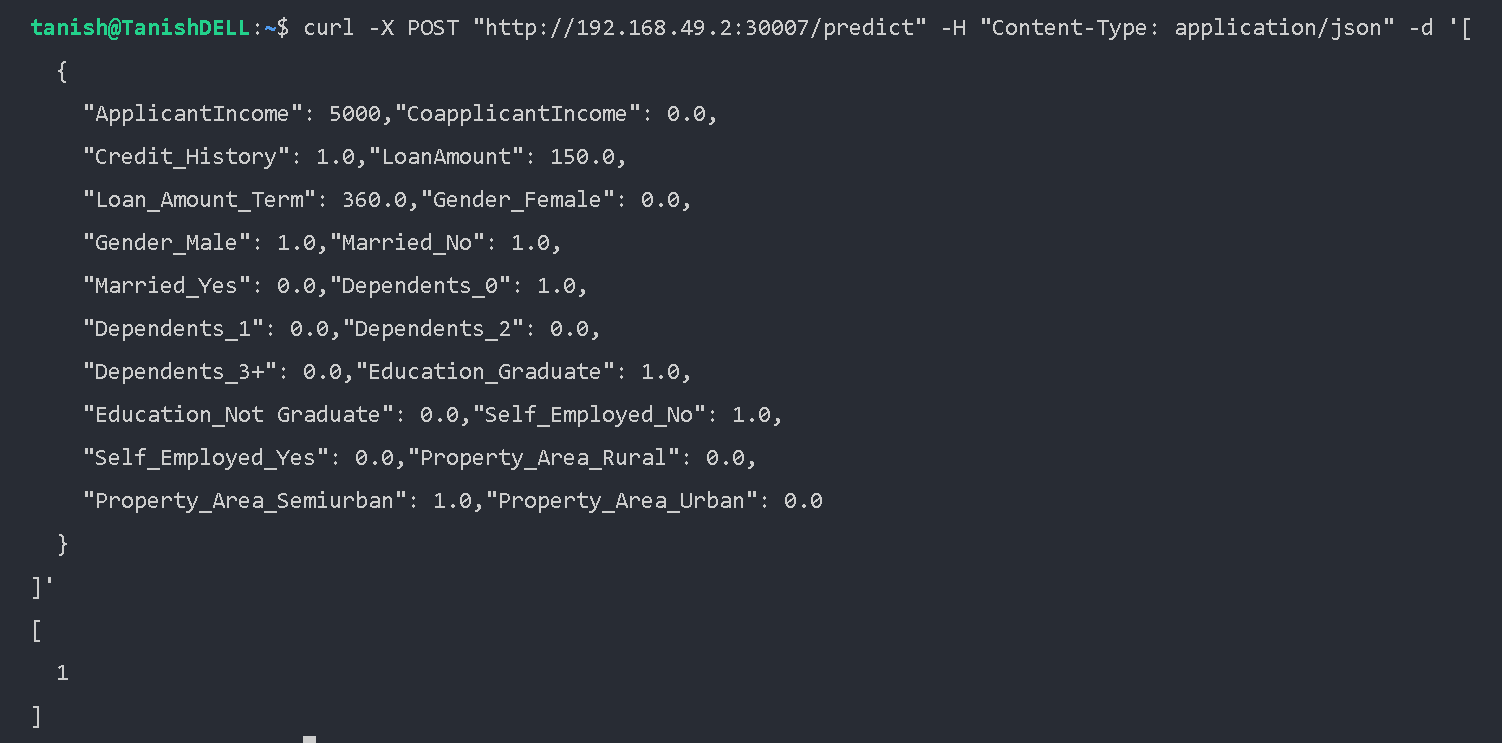 tanish@TanishDELL:~$ curl -X POST "http://192.168.49.2:30007/predict" -H "Content-Type: application/json" -d '[
  {
    "ApplicantIncome": 5000,"CoapplicantIncome": 0.0,
    "Credit_History": 1.0,"LoanAmount": 150.0,
    "Loan_Amount_Term": 360.0,"Gender_Female": 0.0,
    "Gender_Male": 1.0,"Married_No": 1.0,
    "Married_Yes": 0.0,"Dependents_0": 1.0,
    "Dependents_1": 0.0,"Dependents_2": 0.0,
    "Dependents_3+": 0.0,"Education_Graduate": 1.0,
    "Education_Not Graduate": 0.0,"Self_Employed_No": 1.0,
    "Self_Employed_Yes": 0.0,"Property_Area_Rural": 0.0,
    "Property_Area_Semiurban": 1.0,"Property_Area_Urban": 0.0
  }
]'
[
  1
]